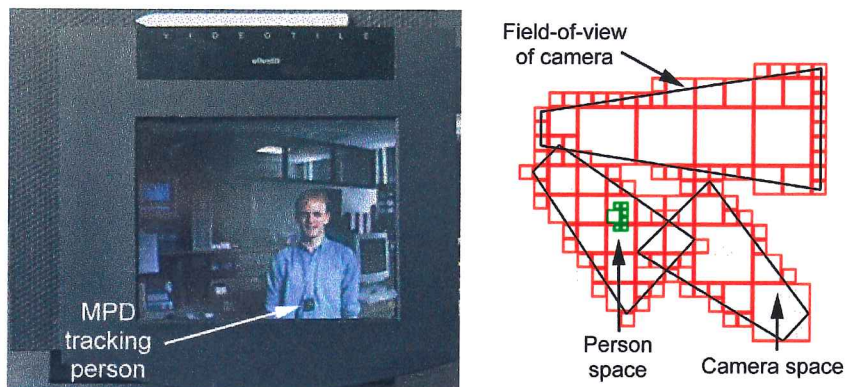 VIDEOTILE
MPD
tracking
person
Field-of-view
of camera
Person
space
Camera space